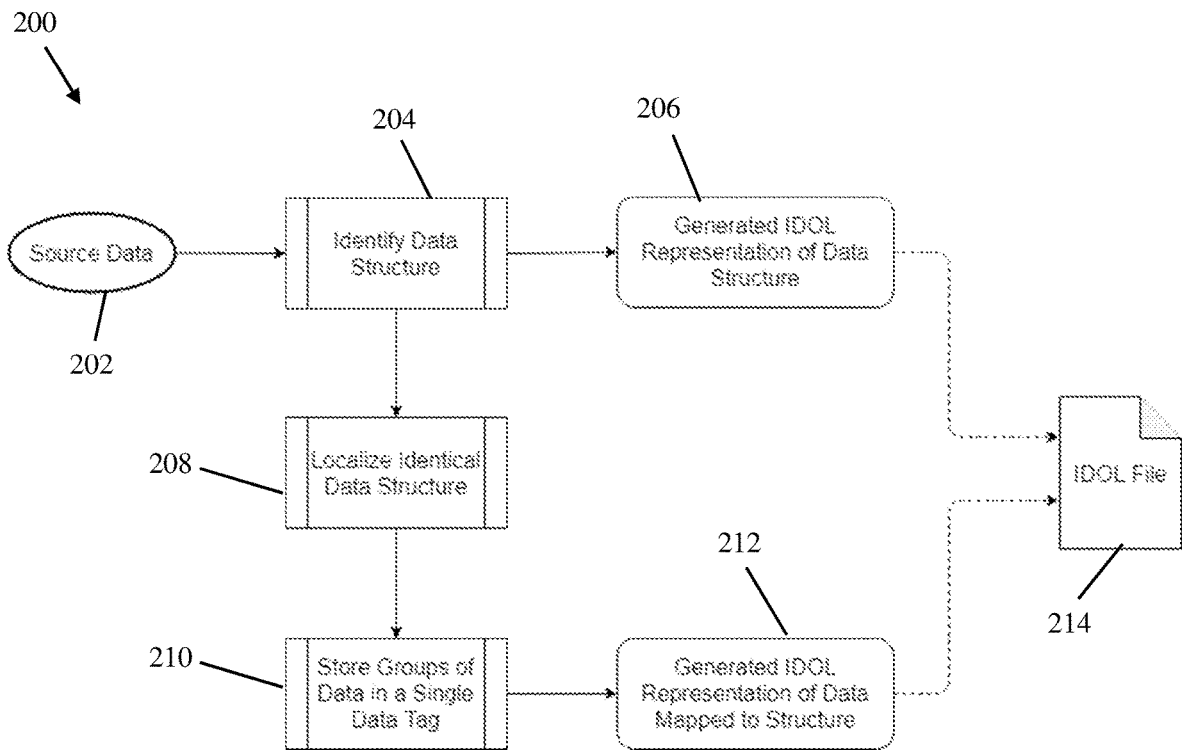 200
204
206
Source Data
Identify Data
Structure
Generated IDOL
Representation of Data
Structure
202
208
Localize Identical
Data Structure
IDOL File
212
214
210
Store Groups of
Data in a Single
Data Tag
Generated IDOL
Representation of Data
Mapped to Structure